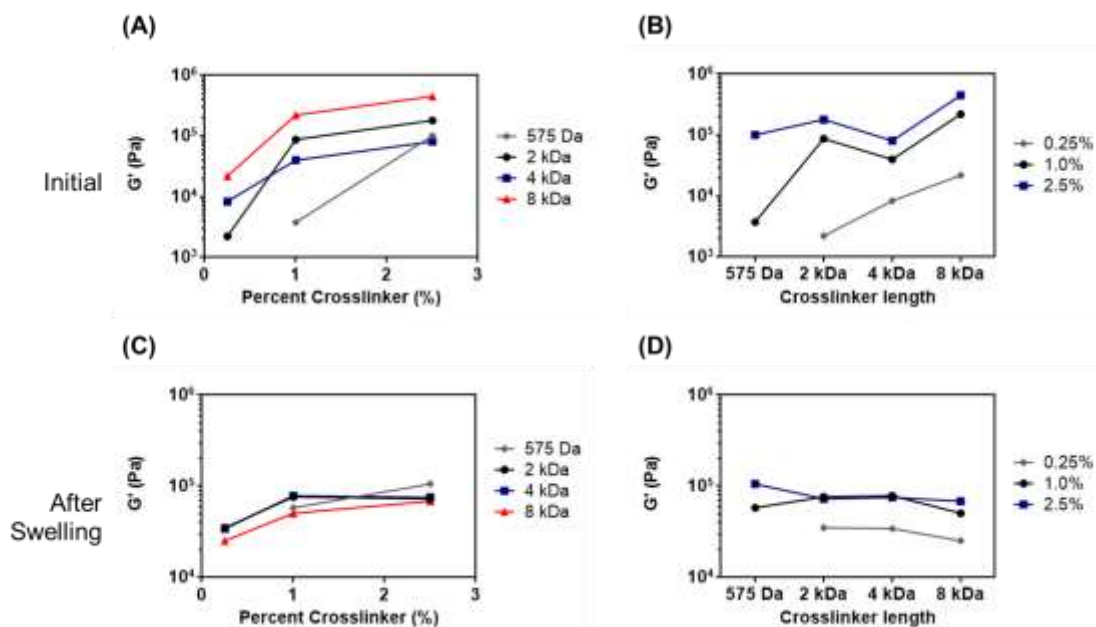 (A)
(B)
Initial
G' (Pa)
10⁶
10⁵
10⁴
10³
0
1
2
3
Percent Crosslinker (%)
575 Da
2 kDa
4 kDa
8 kDa
G' (Pa)
10⁶
10⁵
10⁴
10³
575 Da 2 kDa 4 kDa 8 kDa
Crosslinker length
0.25%
1.0%
2.5%
(C)
(D)
After
Swelling
G' (Pa)
10⁶
10⁵
10⁴
0
1
2
3
Percent Crosslinker (%)
575 Da
2 kDa
4 kDa
8 kDa
G' (Pa)
10⁶
10⁵
10⁴
575 Da 2 kDa 4 kDa 8 kDa
Crosslinker length
0.25%
1.0%
2.5%